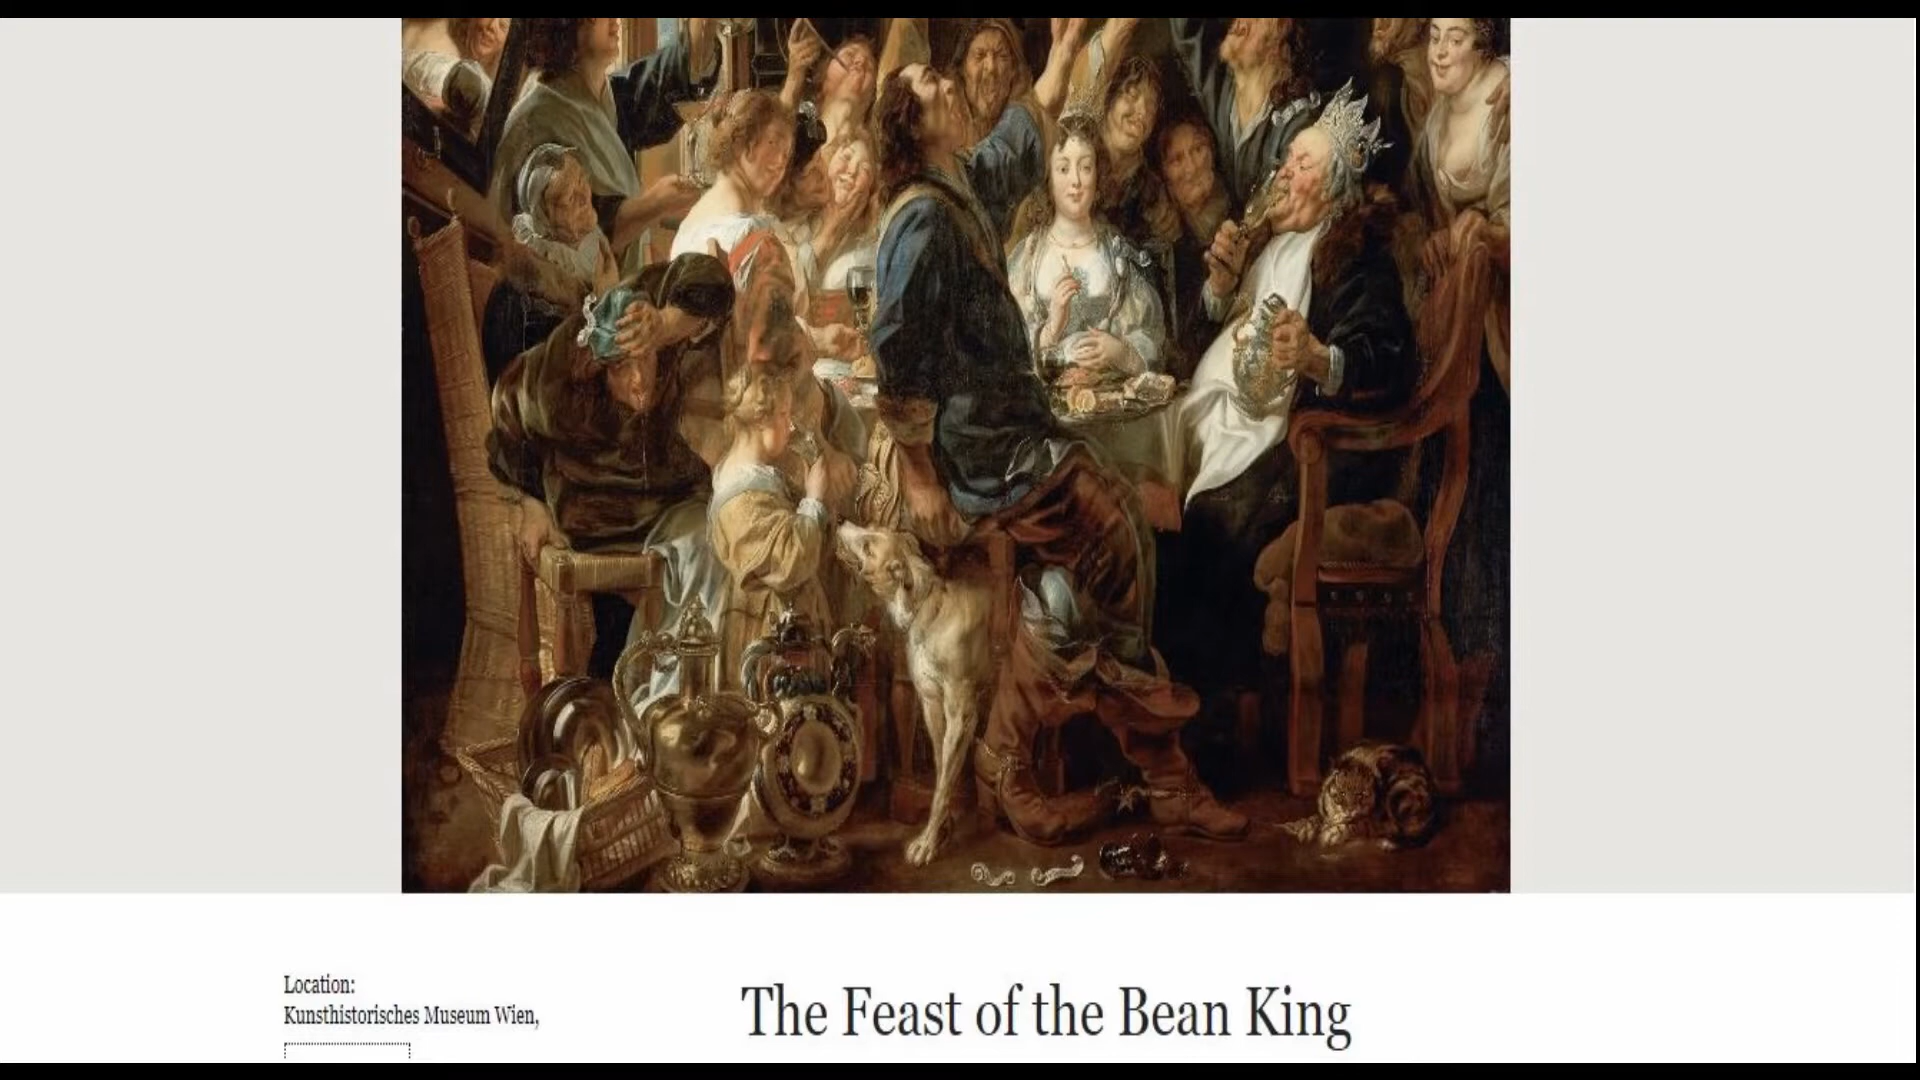 Location:
Kunsthistorisches Museum Wien,
The Feast of the Bean King